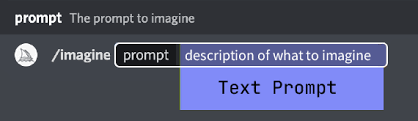 prompt The prompt to imagine
/imagine prompt description of what to imagine
Text Prompt